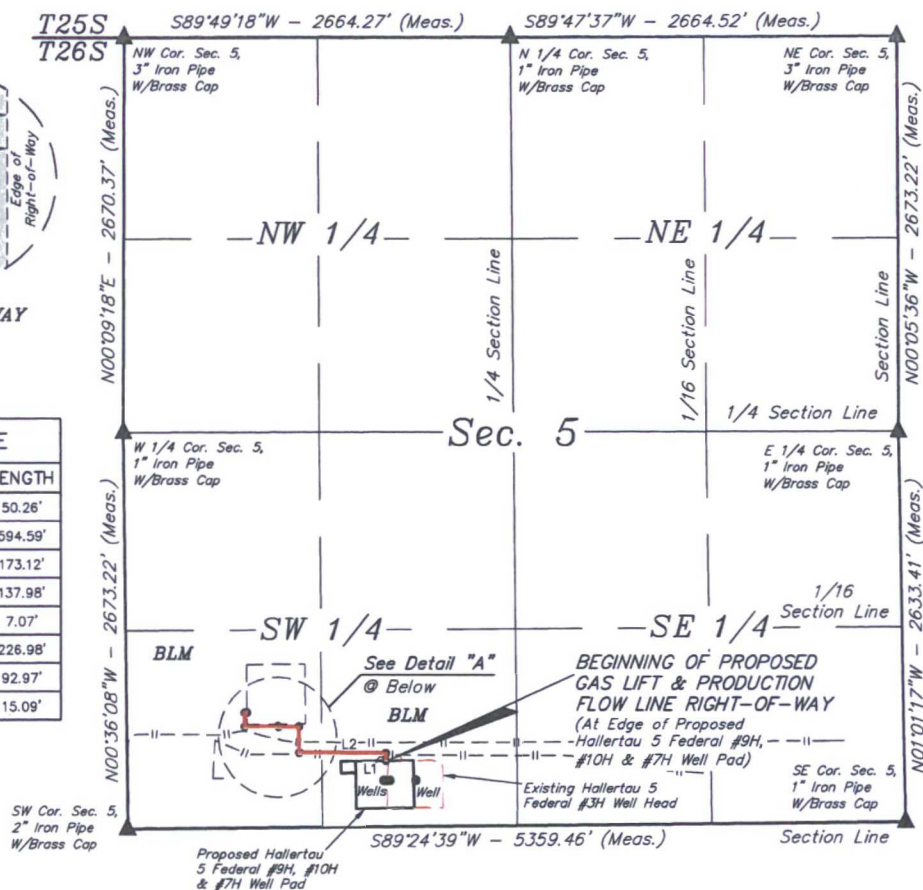 T25S
T26S
S89°49'18"W - 2664.27' (Meas.)
S89°47'37"W - 2664.52' (Meas.)
NW Cor. Sec. 5,
3" Iron Pipe
W/Brass Cap
N 1/4 Cor. Sec. 5,
1" Iron Pipe
W/Brass Cap
NE Cor. Sec. 5,
3" Iron Pipe
W/Brass Cap
Edge of
Right-of-Way
N00°09'18"E - 2670.37' (Meas.)
NW 1/4
NE 1/4
1/4 Section Line
1/16 Section Line
Section Line
N00°05'36"W - 2673.22' (Meas.)
1/4 Section Line
Sec. 5
W 1/4 Cor. Sec. 5,
1" Iron Pipe
W/Brass Cap
E 1/4 Cor. Sec. 5,
1" Iron Pipe
W/Brass Cap
E
ENGTH
50.26'
594.59'
173.12'
137.98'
7.07'
226.98'
92.97'
15.09'
N00°36'08"W - 2673.22' (Meas.)
N01°01'17"W - 2633.41' (Meas.)
1/16
Section Line
SW 1/4
SE 1/4
BLM
See Detail "A"
@ Below
BLM
BEGINNING OF PROPOSED
GAS LIFT & PRODUCTION
FLOW LINE RIGHT-OF-WAY
(At Edge of Proposed
Hallertau 5 Federal #9H,
#10H & #7H Well Pad)
L2
L1
Wells
Well
Existing Hallertau 5
Federal #3H Well Head
SE Cor. Sec. 5,
1" Iron Pipe
W/Brass Cap
SW Cor. Sec. 5,
2" Iron Pipe
W/Brass Cap
S89°24'39"W - 5359.46' (Meas.)
Section Line
Proposed Hallertau
5 Federal #9H, #10H
& #7H Well Pad